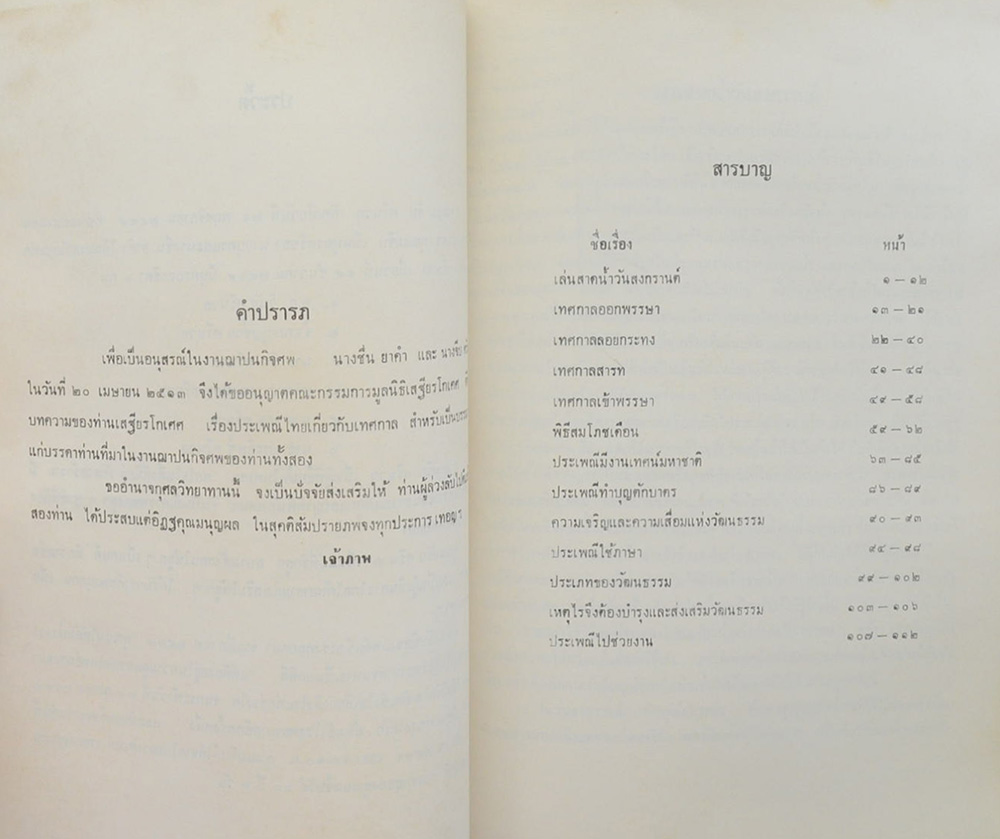 คำปรารภ
เพื่อเป็นอนุสรณ์ในงานฌาปนกิจศพ นางชื่น ยาคำ และ
ในวันที่ ๒๐ เมษายน ๒๕๑๓ จึงได้ขออนุญาตคณะกรรมการมูลนิธิเสฐียรโกเศศ
บทความของท่านเสฐียรโกเศศ เรื่องประเพณีไทยเกี่ยวกับเทศกาล สำหรับเป็น
แก่บรรดาท่านที่มาในงานฌาปนกิจศพของท่านทั้งสอง
ขออำนาจกุศลวิทยาทานนี้ จงเป็นปัจจัยส่งเสริมให้ ท่านผู้ล่วงลับไป
สองท่าน ได้ประสบแต่อิฏฐคุณมนุญผล ในสุคติสัมปรายภพจงทุกประการ เทอญฯ
เจ้าภาพ
สารบาญ
ชื่อเรื่อง หน้า
เล่นสาดน้ำวันสงกรานต์ ๑ – ๑๒
เทศกาลออกพรรษา ๑๓ – ๒๑
เทศกาลลอยกระทง ๒๒ – ๔๐
เทศกาลสารท ๔๑ – ๔๘
เทศกาลเข้าพรรษา ๔๙ – ๕๘
พิธีสมโภชเดือน ๕๙ – ๖๒
ประเพณีมีงานเทศน์มหาชาติ ๖๓ – ๘๕
ประเพณีทำบุญตักบาตร ๘๖ – ๘๙
ความเจริญและความเสื่อมแห่งวัฒนธรรม ๙๐ – ๙๓
ประเพณีใช้ภาษา ๙๔ – ๙๘
ประเภทของวัฒนธรรม ๙๙ – ๑๐๒
เหตุไรจึงต้องบำรุงและส่งเสริมวัฒนธรรม ๑๐๓ – ๑๐๖
ประเพณีไปช่วยงาน ๑๐๗ – ๑๑๒